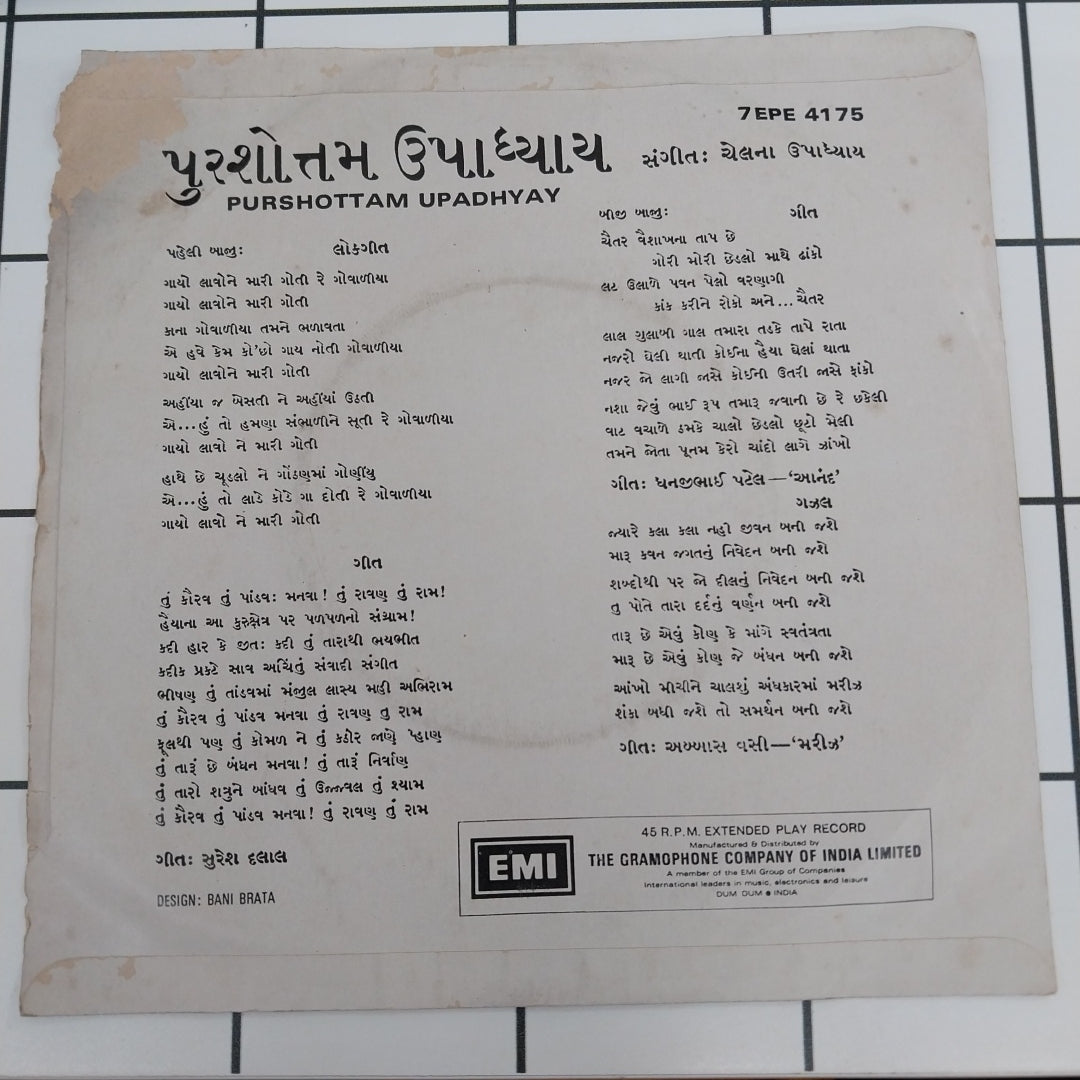 7EPE 4175
પુરશોત્તમ ઉપાધ્યાય
સંગીત: ચેલના ઉપાધ્યાય
PURSHOTTAM UPADHYAY
પહેલી બાજુ: લોકગીત
ગાયો લાવોને મારી ગોતી રે ગોવાળીયા
ગાયો લાવોને મારી ગોતી
કાના ગોવાળીયા તમને ભળાવતા
એ હવે કેમ કો'છો ગાય નોતી ગોવાળીયા
ગાયો લાવોને મારી ગોતી
અહીંયા જ બેસતી ને અહીંયાં ઉઠતી
એ...હું તો હમણા સંભાળીને સૂતી રે ગોવાળીયા
ગાયો લાવો ને મારી ગોતી
હાથે છે ચૂડલો ને ગોંઠણમાં ગોણીયુ
એ...હું તો લાડે કોડે ગા દોતી રે ગોવાળીયા
ગાયો લાવો ને મારી ગોતી
ગીત
તું કૌરવ તું પાંડવ: મનવા! તું રાવણ તું રામ!
હૈયાના આ કુરુક્ષેત્ર પર પળપળનો સંગ્રામ!
કદી હાર કે જીત: કદી તું તારાથી ભયભીત
કદીક પ્રકટે સાવ અચિંતું સંવાદી સંગીત
ભીષણ તું તાંડવમાં મંજુલ લાસ્ય મહી અભિરામ
તું કૌરવ તું પાંડવ મનવા તું રાવણ તુ રામ
ફૂલથી પણ તું કોમળ ને તું કઠોર જાણે પ્હાણ
તું તારૂં છે બંધન મનવા! તું તારૂં નિર્વાણ
તું તારો શત્રુને બાંધવ તું ઉજ્જવલ તું શ્યામ
તું કૌરવ તું પાંડવ મનવા! તું રાવણ તું રામ
ગીત: સુરેશ દલાલ
DESIGN: BANI BRATA
બીજી બાજુ: ગીત
ચૈતર વૈશાખના તાપ છે
ગોરી મોરી છેડલો માથે ઢાંકો
લટ ઉલાળે પવન પેલો વરણાગી
કાંક કરીને રોકો અને...ચૈતર
લાલ ગુલાબી ગાલ તમારા તડકે તાપે રાતા
નજરો ઘેલી થાતી કોઈના હૈયા ઘેલાં થાતા
નજર જો લાગી જાસે કોઈની ઉતરી જાસે ફાંકો
નશા જેવું ભાઈ રૂપ તમારૂ જવાની છે રે છકેલી
વાટ વચાળે ઠમકે ચાલો છેડલો છૂટો મેલી
તમને જોતા પૂનમ કેરો ચાંદો લાગે ઝાંખો
ગીત: ધનજીભાઈ પટેલ—‘આનંદ’
ગઝલ
જ્યારે કલા કલા નહી જીવન બની જશે
મારૂ કવન જગતનું નિવેદન બની જશે
શબ્દોથી પર જો દીલનું નિવેદન બની જશે
તુ પોતે તારા દર્દનું વર્ણન બની જશે
તારૂ છે એવું કોણ કે માંગે સ્વતંત્રતા
મારૂ છે એવું કોણ જે બંધન બની જશે
આંખો મીચીને ચાલશું અંધકારમાં મરીઝ
શંકા બધી જશે તો સમર્થન બની જશે
ગીત: અબ્બાસ વસી—‘મરીઝ’
EMI
45 R.P.M. EXTENDED PLAY RECORD
Manufactured & Distributed by
THE GRAMOPHONE COMPANY OF INDIA LIMITED
A member of the EMI Group of Companies
International leaders in music, electronics and leisure
DUM DUM ● INDIA